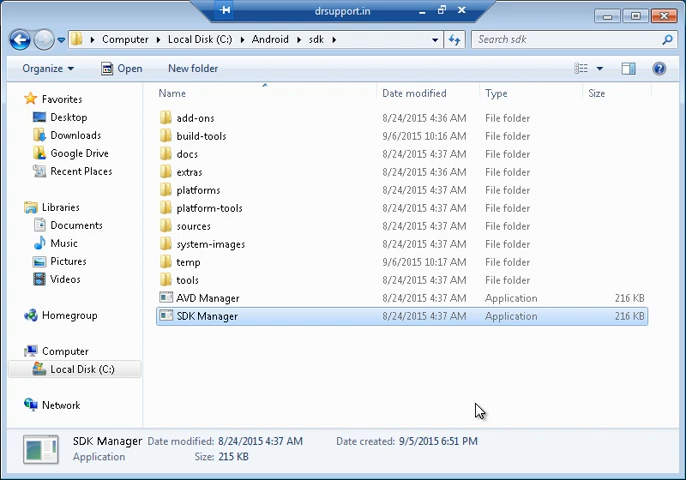 drsupport.in
Computer Local Disk (C:) Android sdk
Search sdk
Organize Open New folder
Name Date modified Type Size
Favorites
Desktop
Downloads
Google Drive
Recent Places
Libraries
Documents
Music
Pictures
Videos
Homegroup
Computer
Local Disk (C:)
Network
add-ons 8/24/2015 4:36 AM File folder
build-tools 9/6/2015 10:16 AM File folder
docs 8/24/2015 4:37 AM File folder
extras 8/24/2015 4:36 AM File folder
platforms 8/24/2015 4:37 AM File folder
platform-tools 8/24/2015 4:37 AM File folder
sources 8/24/2015 4:37 AM File folder
system-images 8/24/2015 4:37 AM File folder
temp 9/6/2015 10:17 AM File folder
tools 8/24/2015 4:37 AM File folder
AVD Manager 8/24/2015 4:37 AM Application 216 KB
SDK Manager 8/24/2015 4:37 AM Application 216 KB
SDK Manager Date modified: 8/24/2015 4:37 AM Date created: 9/5/2015 6:51 PM
Application Size: 215 KB